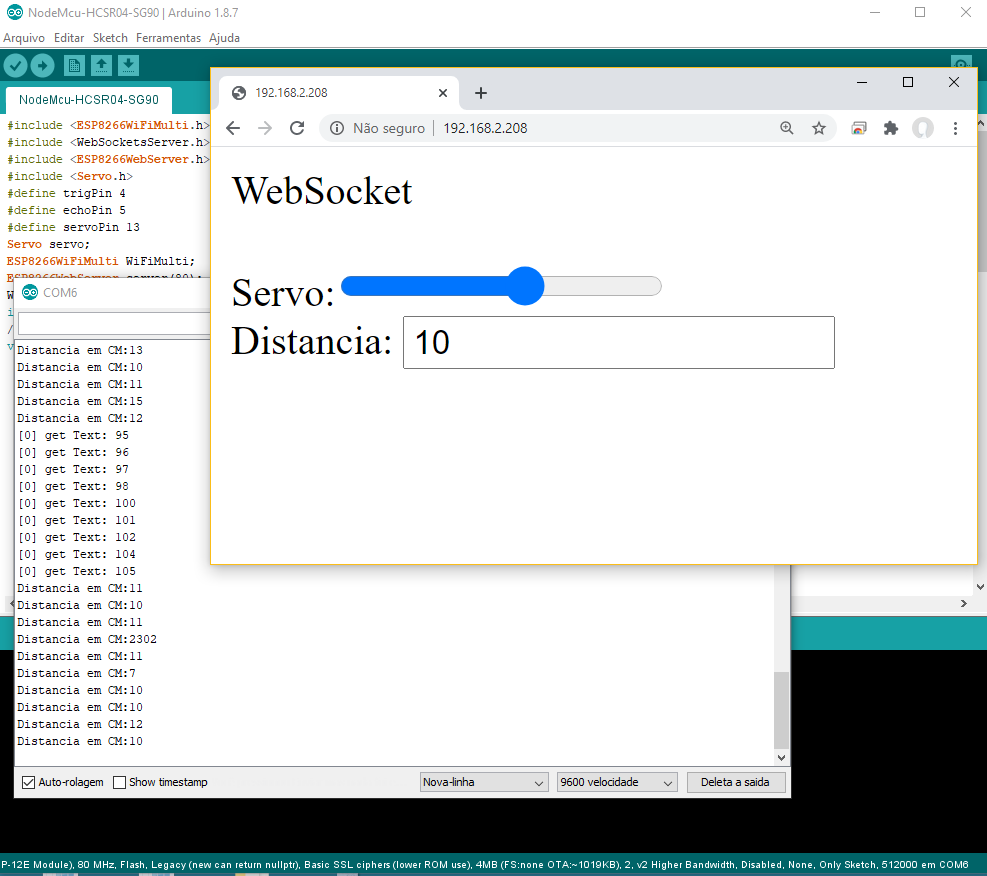 NodeMcu-HCSR04-SG90 | Arduino 1.8.7
Arquivo Editar Sketch Ferramentas Ajuda
NodeMcu-HCSR04-SG90
#include <ESP8266WiFiMulti.h>
#include <WebSocketsServer.h>
#include <ESP8266WebServer.h>
#include <Servo.h>
#define trigPin 4
#define echoPin 5
#define servoPin 13
Servo servo;
ESP8266WiFiMulti WiFiMulti;
ESP8266WebServer server(80);
192.168.2.208
Não seguro 192.168.2.208
WebSocket
Servo:
Distancia: 10
COM6
Distancia em CM:13
Distancia em CM:10
Distancia em CM:11
Distancia em CM:15
Distancia em CM:12
[0] get Text: 95
[0] get Text: 96
[0] get Text: 97
[0] get Text: 98
[0] get Text: 100
[0] get Text: 101
[0] get Text: 102
[0] get Text: 104
[0] get Text: 105
Distancia em CM:11
Distancia em CM:10
Distancia em CM:11
Distancia em CM:2302
Distancia em CM:11
Distancia em CM:7
Distancia em CM:10
Distancia em CM:10
Distancia em CM:12
Distancia em CM:10
Auto-rolagem Show timestamp Nova-linha 9600 velocidade Deleta a saida
P-12E Module), 80 MHz, Flash, Legacy (new can return nullptr), Basic SSL ciphers (lower ROM use), 4MB (FS:none OTA:~1019KB), 2, v2 Higher Bandwidth, Disabled, None, Only Sketch, 512000 em COM6